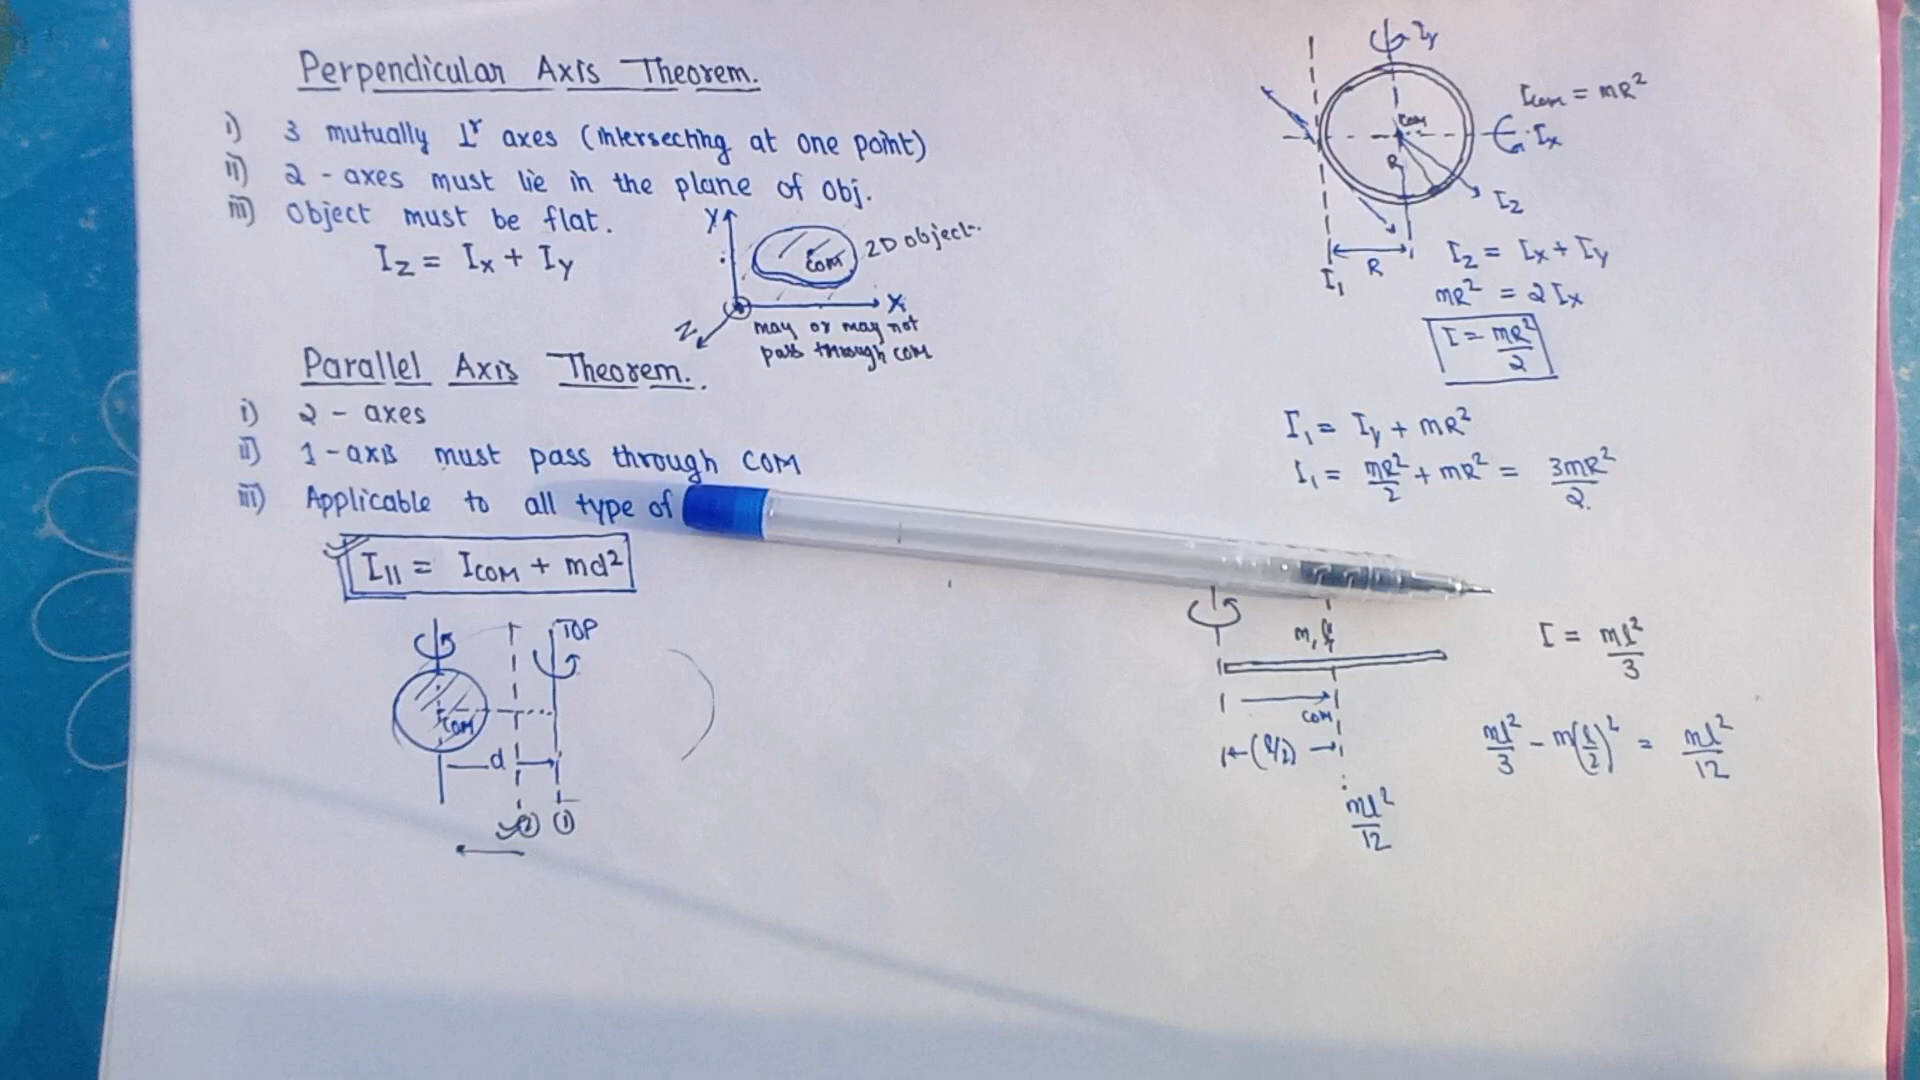 Perpendicular Axis Theorem.
i) 3 mutually ⊥r axes (intersecting at one point)
ii) 2 - axes must lie in the plane of obj.
iii) Object must be flat.
Iz = Ix + Iy
Y
COM
2D object.
X
Z
may or may not
pass through COM
Parallel Axis Theorem.
i) 2 - axes
ii) 1 - axis must pass through COM
iii) Applicable to all type of
I|| = ICOM + md²
TOP
COM
d
② ①
Iy
Icom = mR²
COM
Ix
R
Iz
R
I₁
Iz = Ix + Iy
mR² = 2Ix
I = mR²/2
I₁ = Iy + mR²
I₁ = mR²/2 + mR² = 3mR²/2
m, l
I = ml²/3
COM
(l/2)
ml²/3 - m(l/2)² = ml²/12
ml²/12